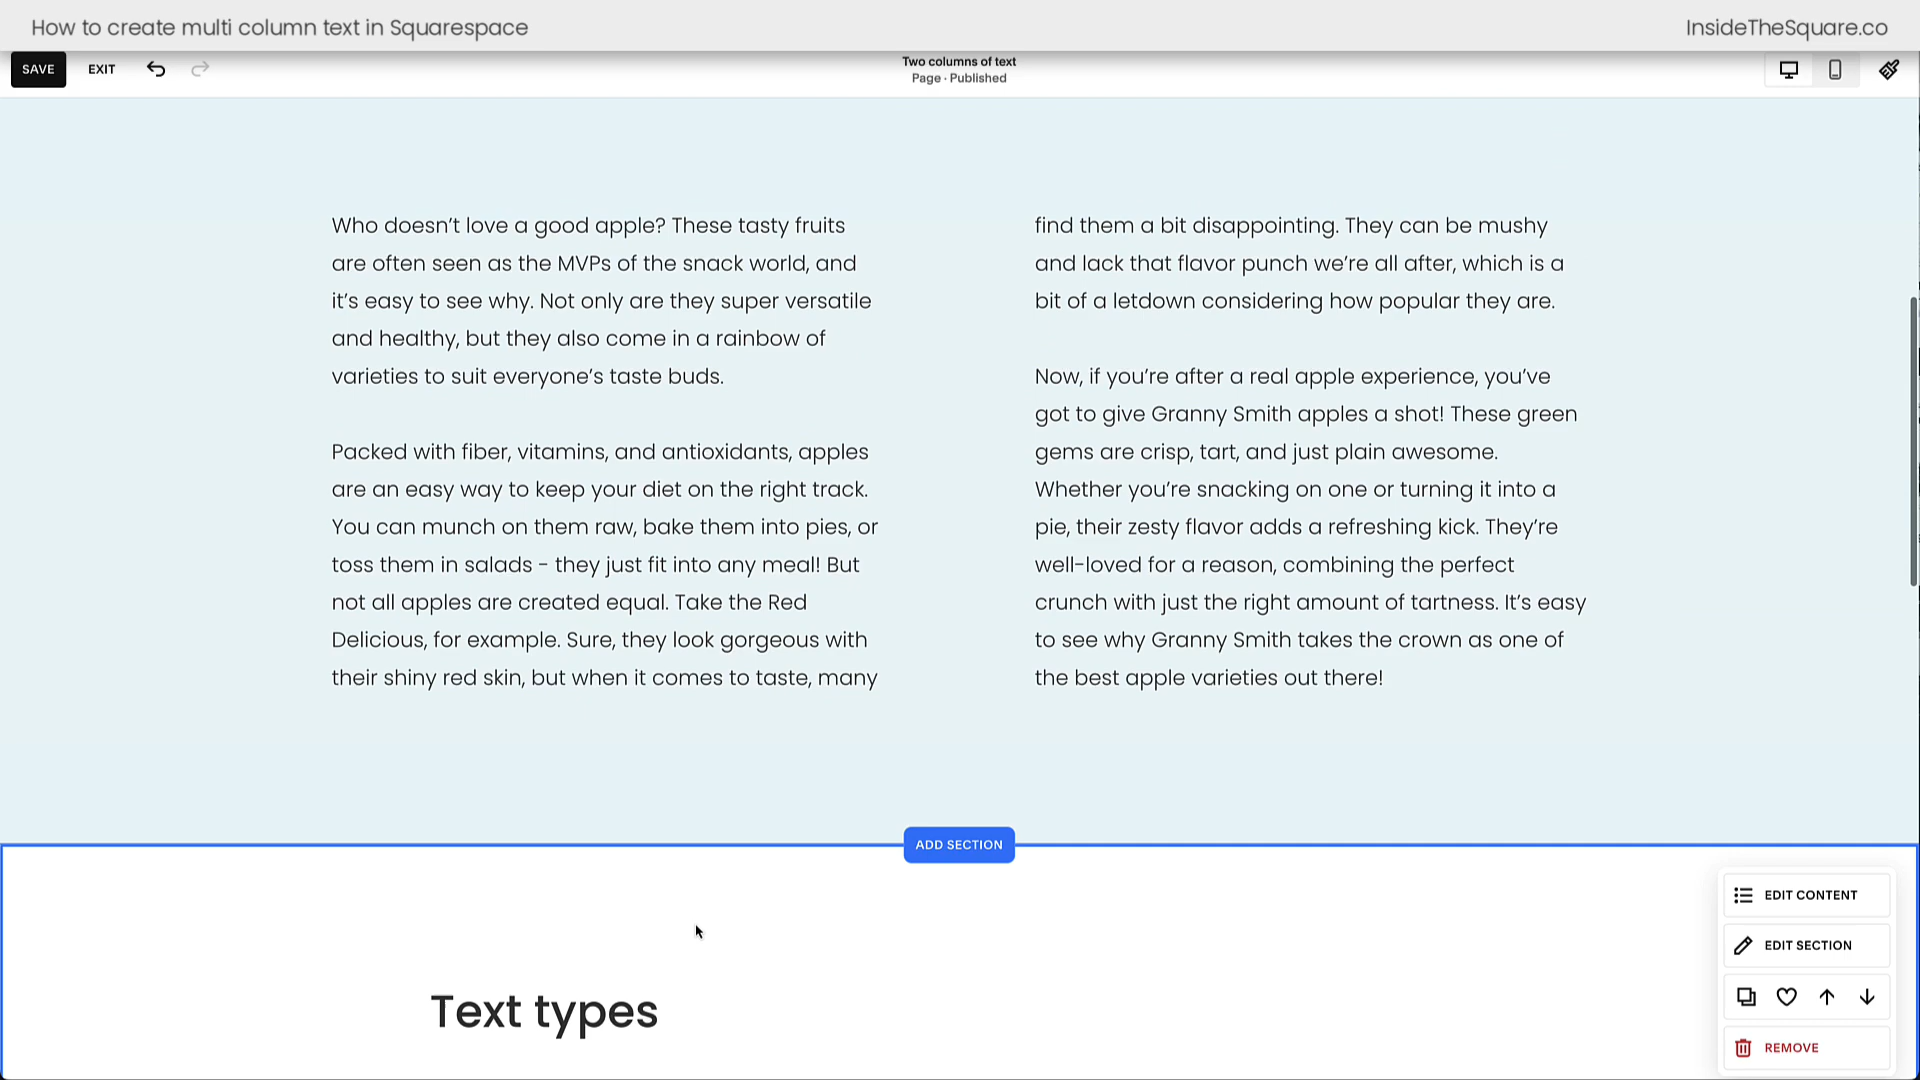 How to create multi column text in Squarespace
InsideTheSquare.co
SAVE
EXIT
Two columns of text
Page · Published
Who doesn’t love a good apple? These tasty fruits
are often seen as the MVPs of the snack world, and
it’s easy to see why. Not only are they super versatile
and healthy, but they also come in a rainbow of
varieties to suit everyone’s taste buds.
Packed with fiber, vitamins, and antioxidants, apples
are an easy way to keep your diet on the right track.
You can munch on them raw, bake them into pies, or
toss them in salads - they just fit into any meal! But
not all apples are created equal. Take the Red
Delicious, for example. Sure, they look gorgeous with
their shiny red skin, but when it comes to taste, many
find them a bit disappointing. They can be mushy
and lack that flavor punch we’re all after, which is a
bit of a letdown considering how popular they are.
Now, if you’re after a real apple experience, you’ve
got to give Granny Smith apples a shot! These green
gems are crisp, tart, and just plain awesome.
Whether you’re snacking on one or turning it into a
pie, their zesty flavor adds a refreshing kick. They’re
well-loved for a reason, combining the perfect
crunch with just the right amount of tartness. It’s easy
to see why Granny Smith takes the crown as one of
the best apple varieties out there!
ADD SECTION
EDIT CONTENT
EDIT SECTION
REMOVE
Text types